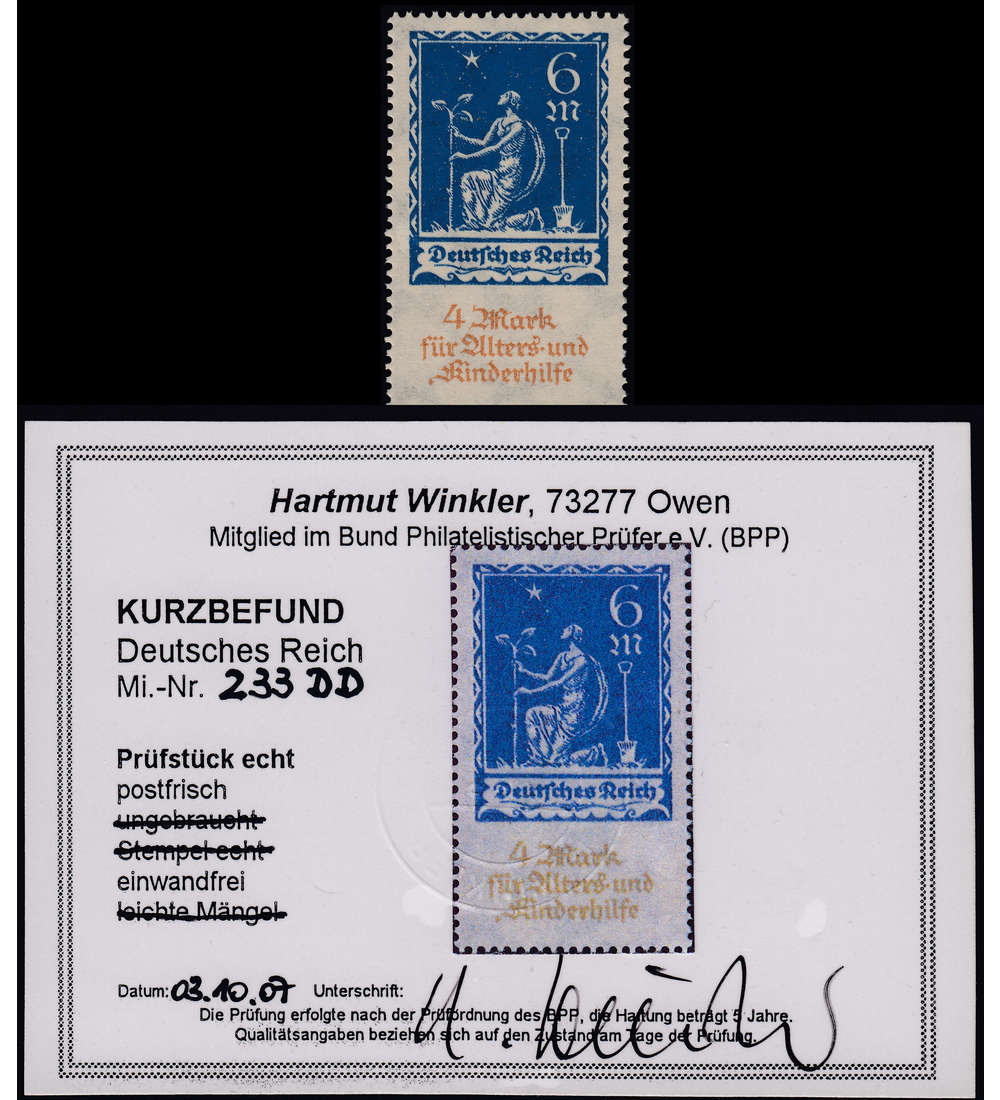 6
M
Deutsches Reich
4 Mark
für Alters- und
Kinderhilfe
Hartmut Winkler, 73277 Owen
Mitglied im Bund Philatelistischer Prüfer e.V. (BPP)
KURZBEFUND
Deutsches Reich
Mi.-Nr. 233 DD
6
M
Deutsches Reich
4 Mark
für Alters- und
Kinderhilfe
Prüfstück echt
postfrisch
ungebraucht
Stempel echt
einwandfrei
leichte Mängel
Datum: 03.10.07 Unterschrift:
Die Prüfung erfolgte nach der Prüfordnung des BPP, die Haftung beträgt 5 Jahre.
Qualitätsangaben beziehen sich auf den Zustand am Tage der Prüfung.